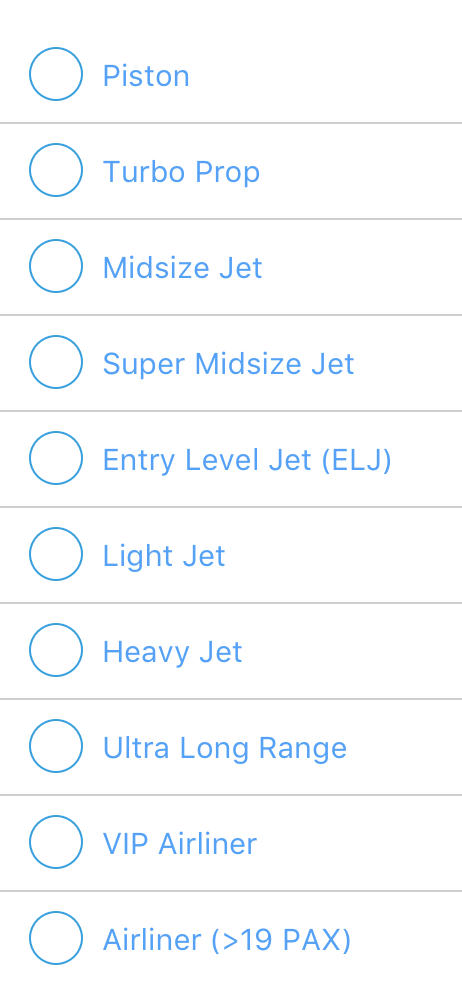 Piston
Turbo Prop
Midsize Jet
Super Midsize Jet
Entry Level Jet (ELJ)
Light Jet
Heavy Jet
Ultra Long Range
VIP Airliner
Airliner (>19 PAX)